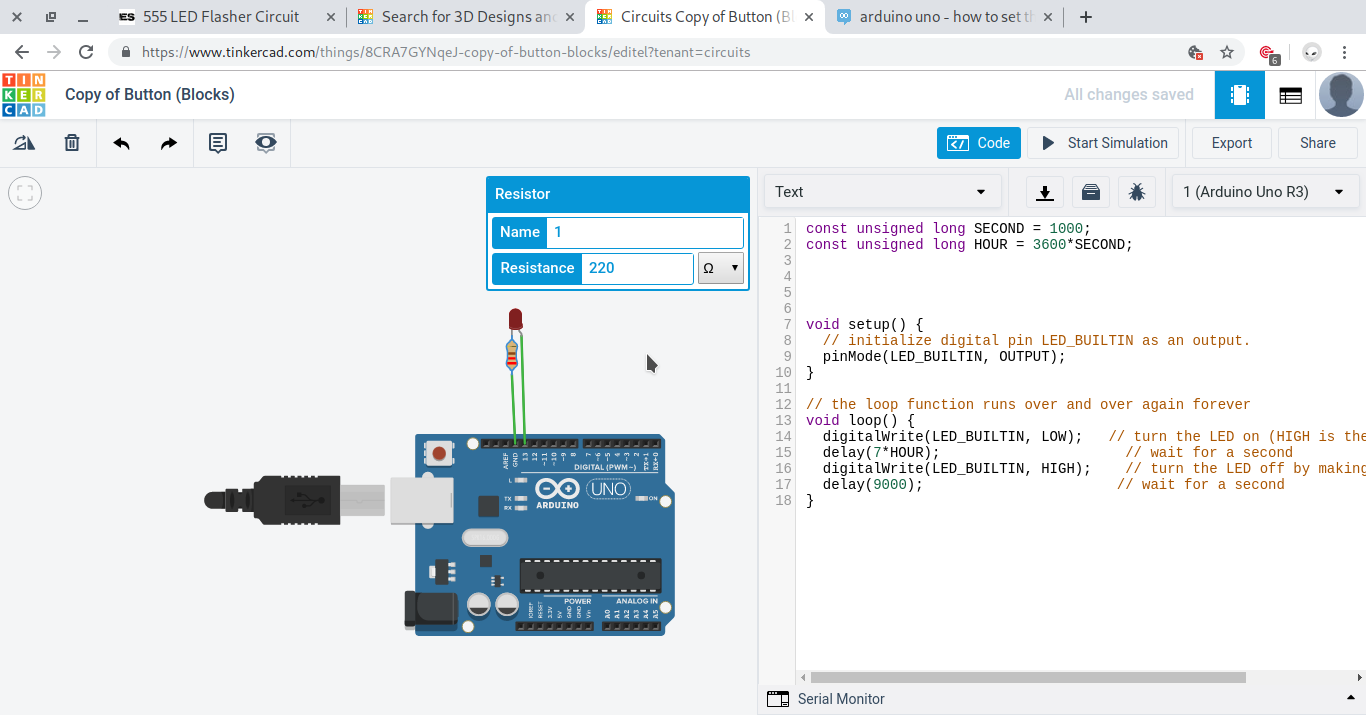 555 LED Flasher Circuit
Search for 3D Designs an
Circuits Copy of Button (B
arduino uno - how to set t
https://www.tinkercad.com/things/8CRA7GYNqeJ-copy-of-button-blocks/editel?tenant=circuits
6
TIN
KER
CAD
Copy of Button (Blocks)
All changes saved
Code
Start Simulation
Export
Share
Resistor
Name 1
Resistance 220 Ω
Text
1 (Arduino Uno R3)
1 const unsigned long SECOND = 1000;
2 const unsigned long HOUR = 3600*SECOND;
3
4
5
6
7 void setup() {
8 // initialize digital pin LED_BUILTIN as an output.
9 pinMode(LED_BUILTIN, OUTPUT);
10 }
11
12 // the loop function runs over and over again forever
13 void loop() {
14 digitalWrite(LED_BUILTIN, LOW); // turn the LED on (HIGH is the
15 delay(7*HOUR); // wait for a second
16 digitalWrite(LED_BUILTIN, HIGH); // turn the LED off by making
17 delay(9000); // wait for a second
18 }
AREF GND 13 12 ~11 ~10 ~9 8 7 ~6 ~5 4 ~3 2 TX→1 RX←0
DIGITAL (PWM~)
L
TX
RX
UNO
ON
ARDUINO
POWER ANALOG IN
IOREF RESET 3.3V 5V GND GND Vin A0 A1 A2 A3 A4 A5
Serial Monitor